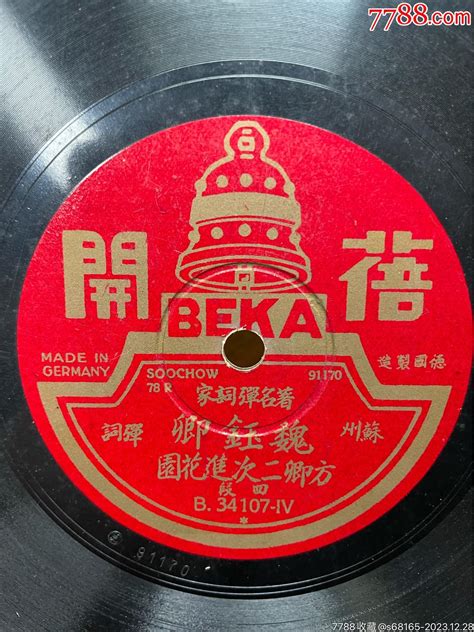 7788.com
蓓開
BEKA
MADE IN
GERMANY
SOOCHOW
78 R
91170
德國製造
著名彈詞家
蘇州
魏鈺卿
彈詞
方卿二次進花園
四段
B. 34107-IV
*
91170
7788收藏@s68165-2023.12.28